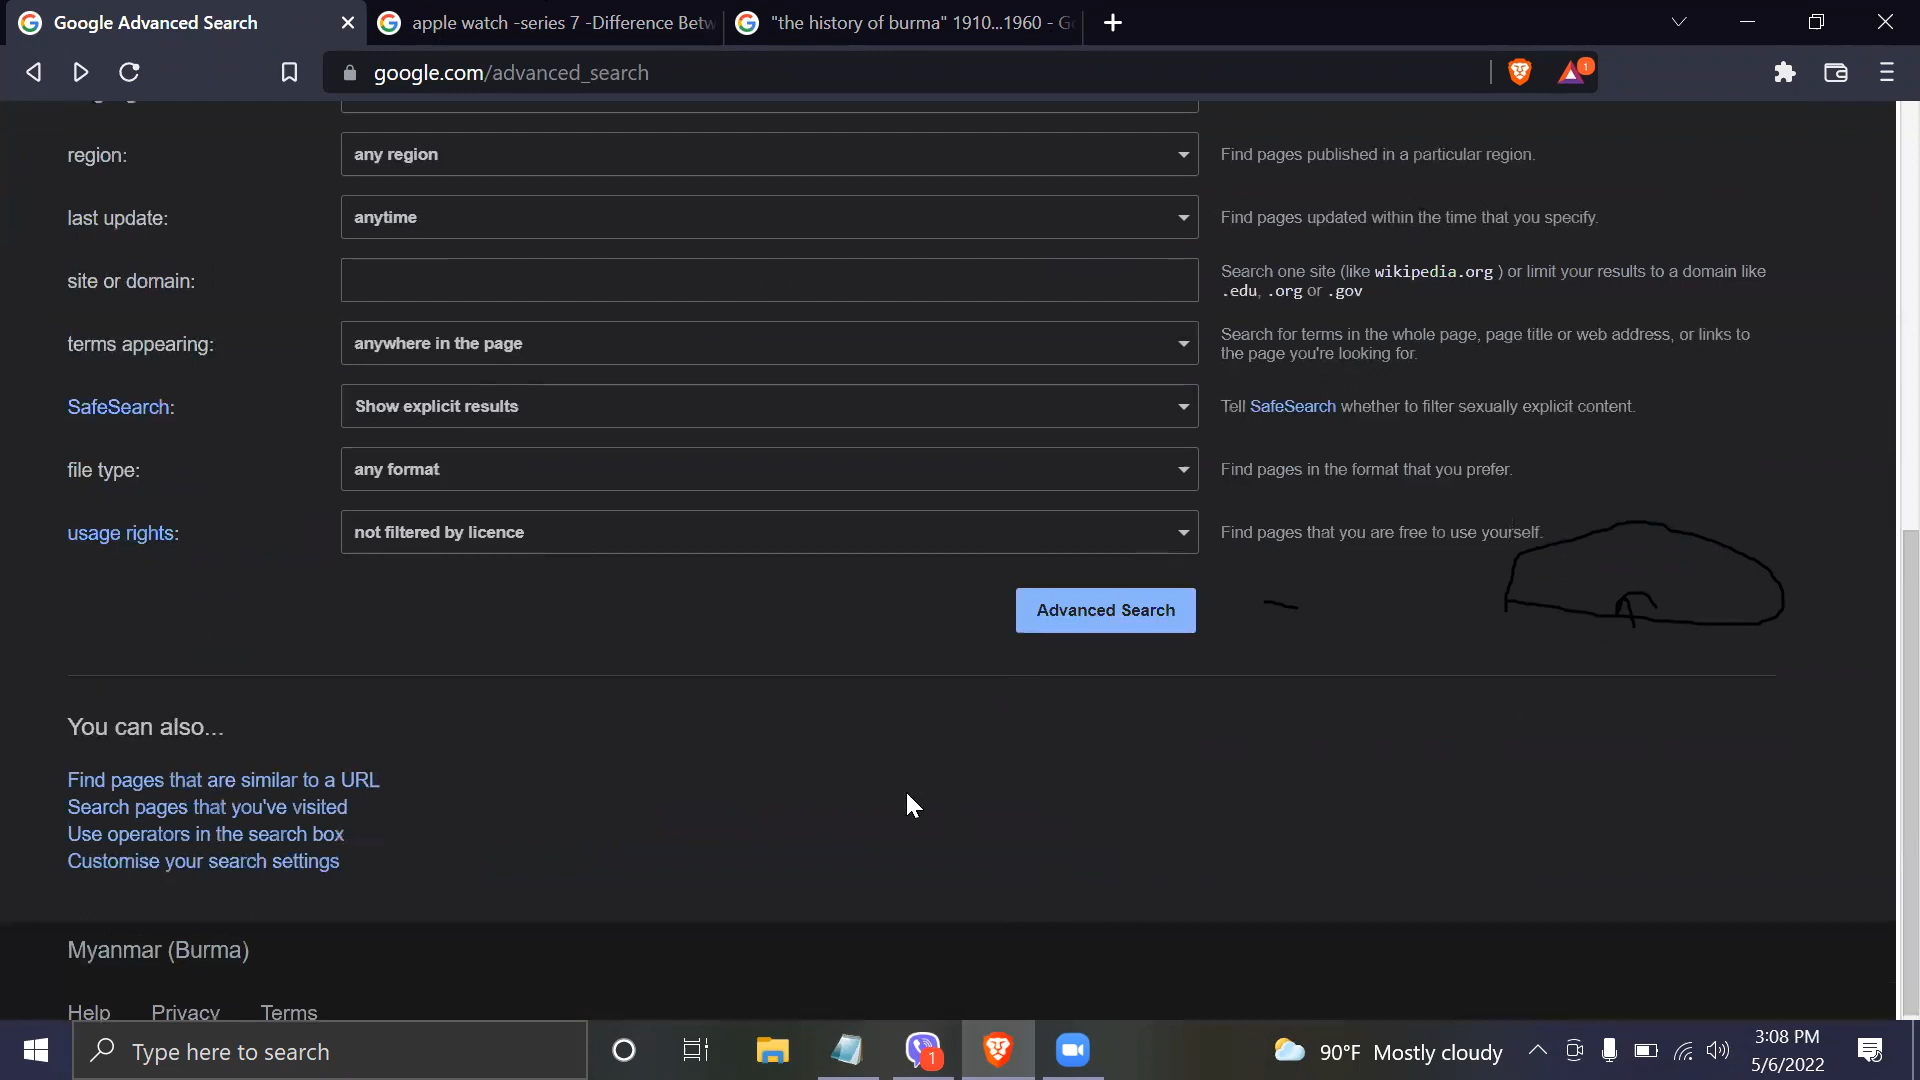 Google Advanced Search
apple watch -series 7 -Difference Betw
"the history of burma" 1910...1960 - G
google.com/advanced_search
1
region:
any region
Find pages published in a particular region.
last update:
anytime
Find pages updated within the time that you specify.
site or domain:
Search one site (like wikipedia.org ) or limit your results to a domain like
.edu, .org or .gov
terms appearing:
anywhere in the page
Search for terms in the whole page, page title or web address, or links to
the page you're looking for.
SafeSearch:
Show explicit results
Tell SafeSearch whether to filter sexually explicit content.
file type:
any format
Find pages in the format that you prefer.
usage rights:
not filtered by licence
Find pages that you are free to use yourself.
Advanced Search
You can also...
Find pages that are similar to a URL
Search pages that you've visited
Use operators in the search box
Customise your search settings
Myanmar (Burma)
Help Privacy Terms
Type here to search
1
90°F Mostly cloudy
3:08 PM
5/6/2022